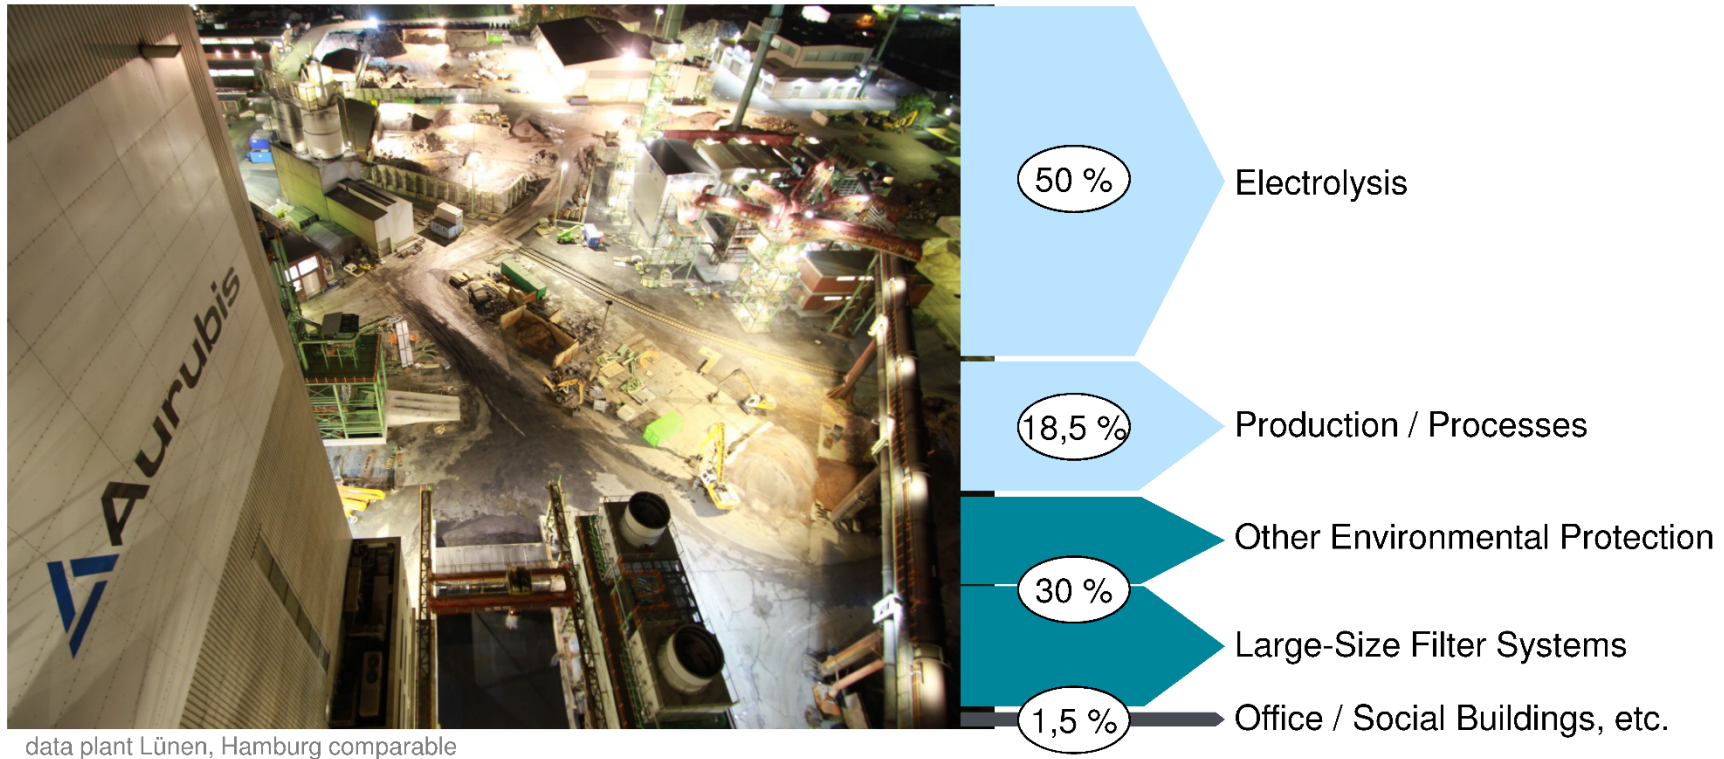 Aurubis
50 %
Electrolysis
18,5 %
Production / Processes
Other Environmental Protection
30 %
Large-Size Filter Systems
1,5 %
Office / Social Buildings, etc.
data plant Lünen, Hamburg comparable